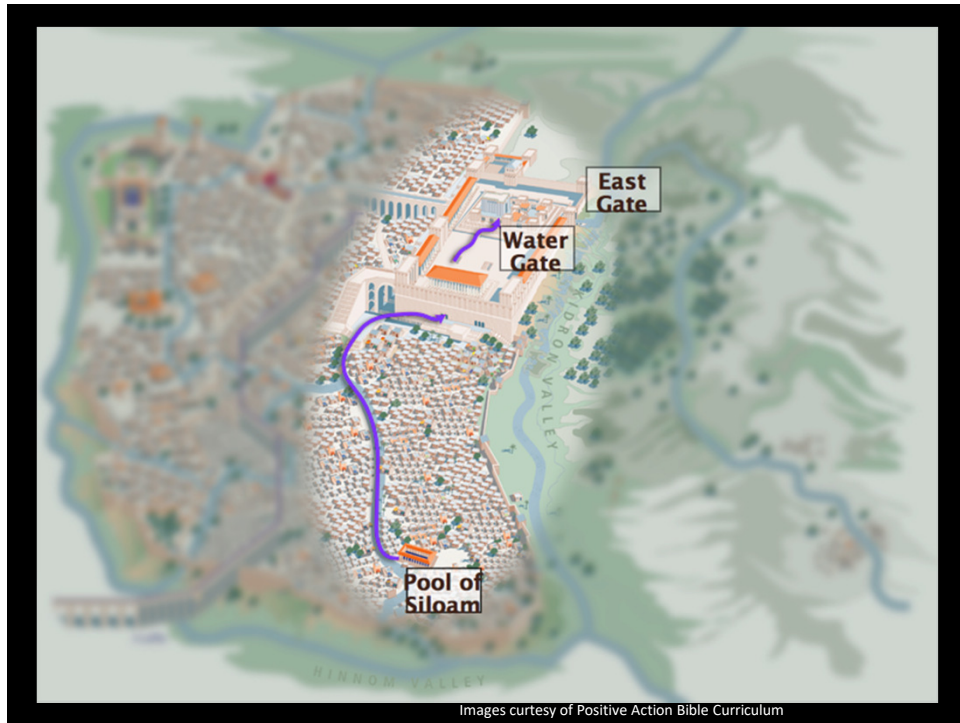 East
Gate
Water
Gate
KIDRON VALLEY
Pool of
Siloam
HINNOM VALLEY
Images curtesy of Positive Action Bible Curriculum